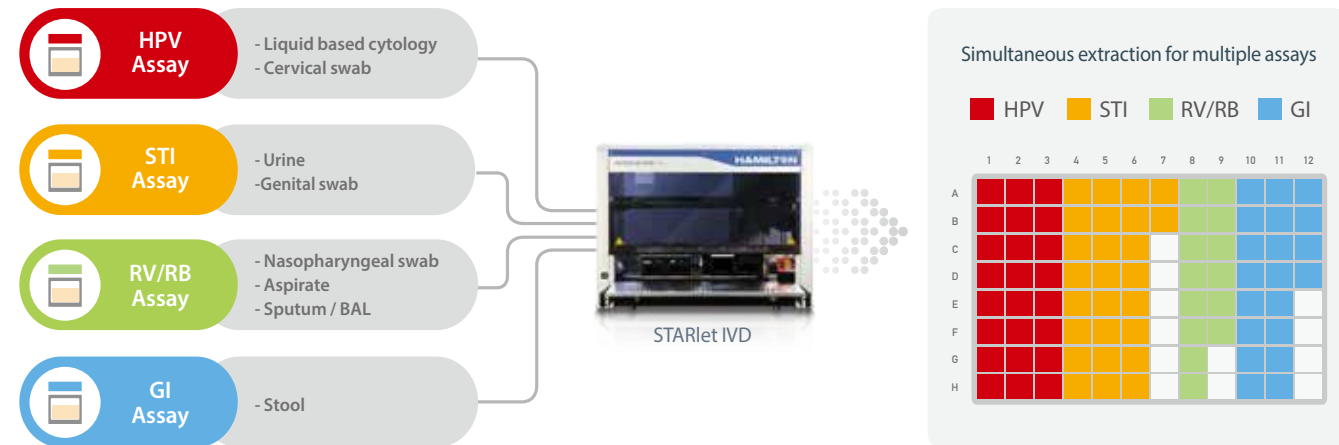 HPV
Assay
- Liquid based cytology
- Cervical swab
STI
Assay
- Urine
-Genital swab
RV/RB
Assay
- Nasopharyngeal swab
- Aspirate
- Sputum / BAL
GI
Assay
- Stool
HAMILTON
STARlet IVD
Simultaneous extraction for multiple assays
HPV STI RV/RB GI
1 2 3 4 5 6 7 8 9 10 11 12
A
B
C
D
E
F
G
H